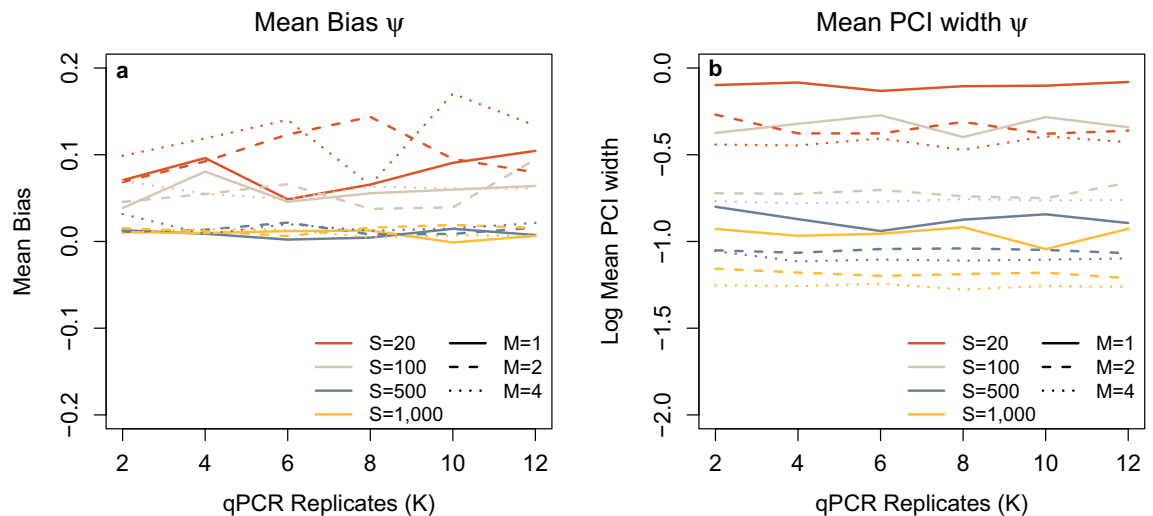 Mean Bias ψ
a
Mean Bias
0.2
0.1
0.0
−0.1
−0.2
S=20
S=100
S=500
S=1,000
M=1
M=2
M=4
2 4 6 8 10 12
qPCR Replicates (K)
Mean PCI width ψ
b
Log Mean PCI width
0.0
−0.5
−1.0
−1.5
−2.0
S=20
S=100
S=500
S=1,000
M=1
M=2
M=4
2 4 6 8 10 12
qPCR Replicates (K)